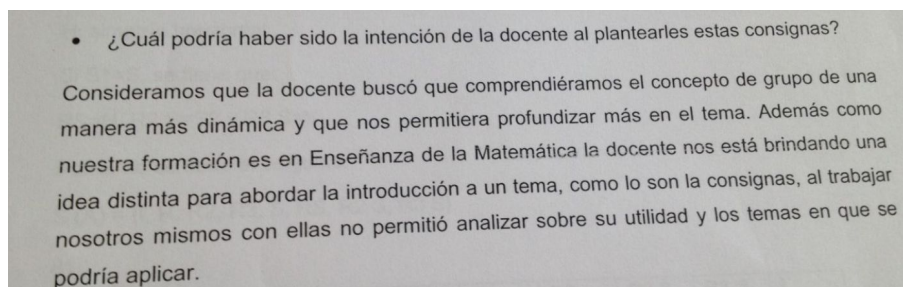 • ¿Cuál podría haber sido la intención de la docente al plantearles estas consignas?
Consideramos que la docente buscó que comprendiéramos el concepto de grupo de una
manera más dinámica y que nos permitiera profundizar más en el tema. Además como
nuestra formación es en Enseñanza de la Matemática la docente nos está brindando una
idea distinta para abordar la introducción a un tema, como lo son la consignas, al trabajar
nosotros mismos con ellas no permitió analizar sobre su utilidad y los temas en que se
podría aplicar.